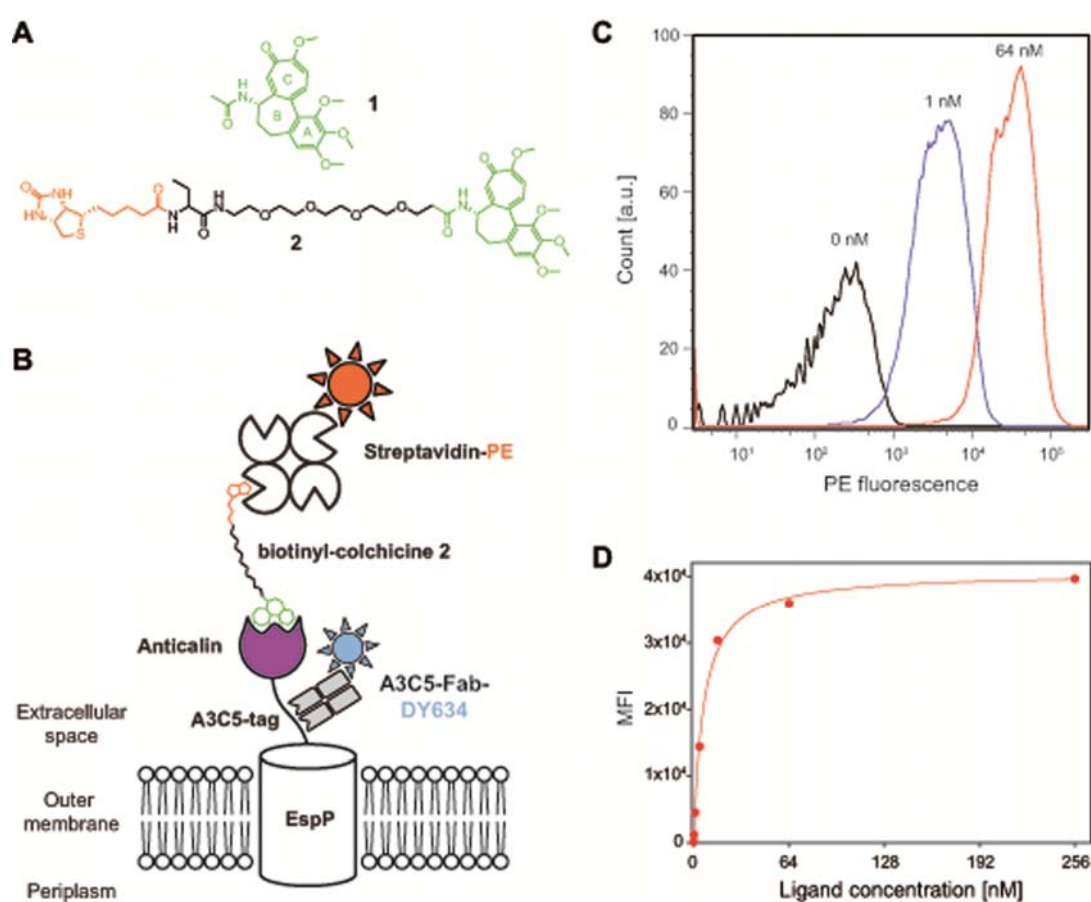 A
O
O
H
N
C
B
A
O
O
O
O
1
O
HN
NH
S
O
N
H
H
N
O
O
O
O
O
2
O
H
N
O
O
O
O
O
B
Streptavidin-PE
biotinyl-colchicine 2
Anticalin
A3C5-Fab-
DY634
A3C5-tag
Extracellular
space
Outer
membrane
EspP
Periplasm
C
100
80
60
40
20
0
Count [a.u.]
0 nM
1 nM
64 nM
10¹
10²
10³
10⁴
10⁵
PE fluorescence
D
4x10⁴
3x10⁴
2x10⁴
1x10⁴
0
MFI
0
64
128
192
256
Ligand concentration [nM]